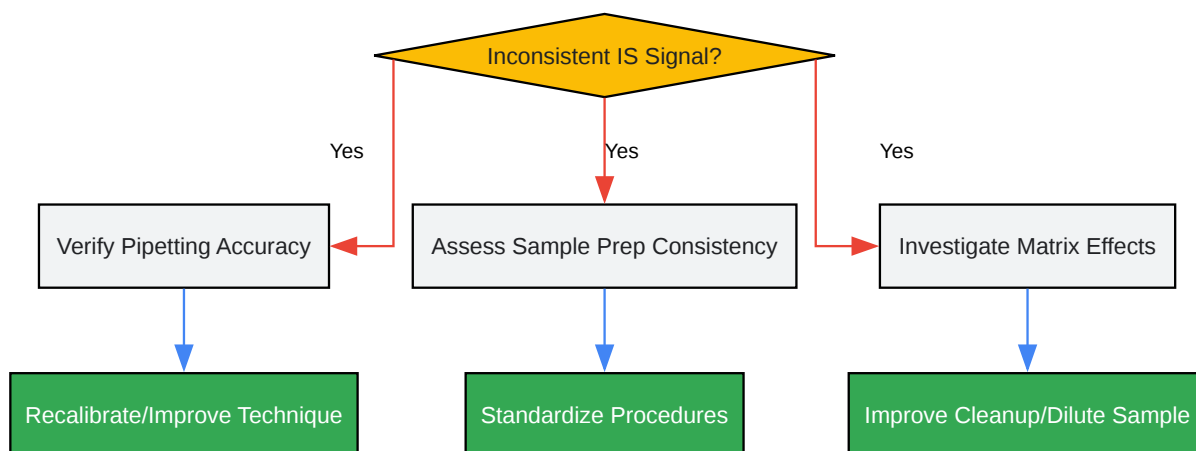 Inconsistent IS Signal?
Yes
Yes
Yes
Verify Pipetting Accuracy
Assess Sample Prep Consistency
Investigate Matrix Effects
Recalibrate/Improve Technique
Standardize Procedures
Improve Cleanup/Dilute Sample